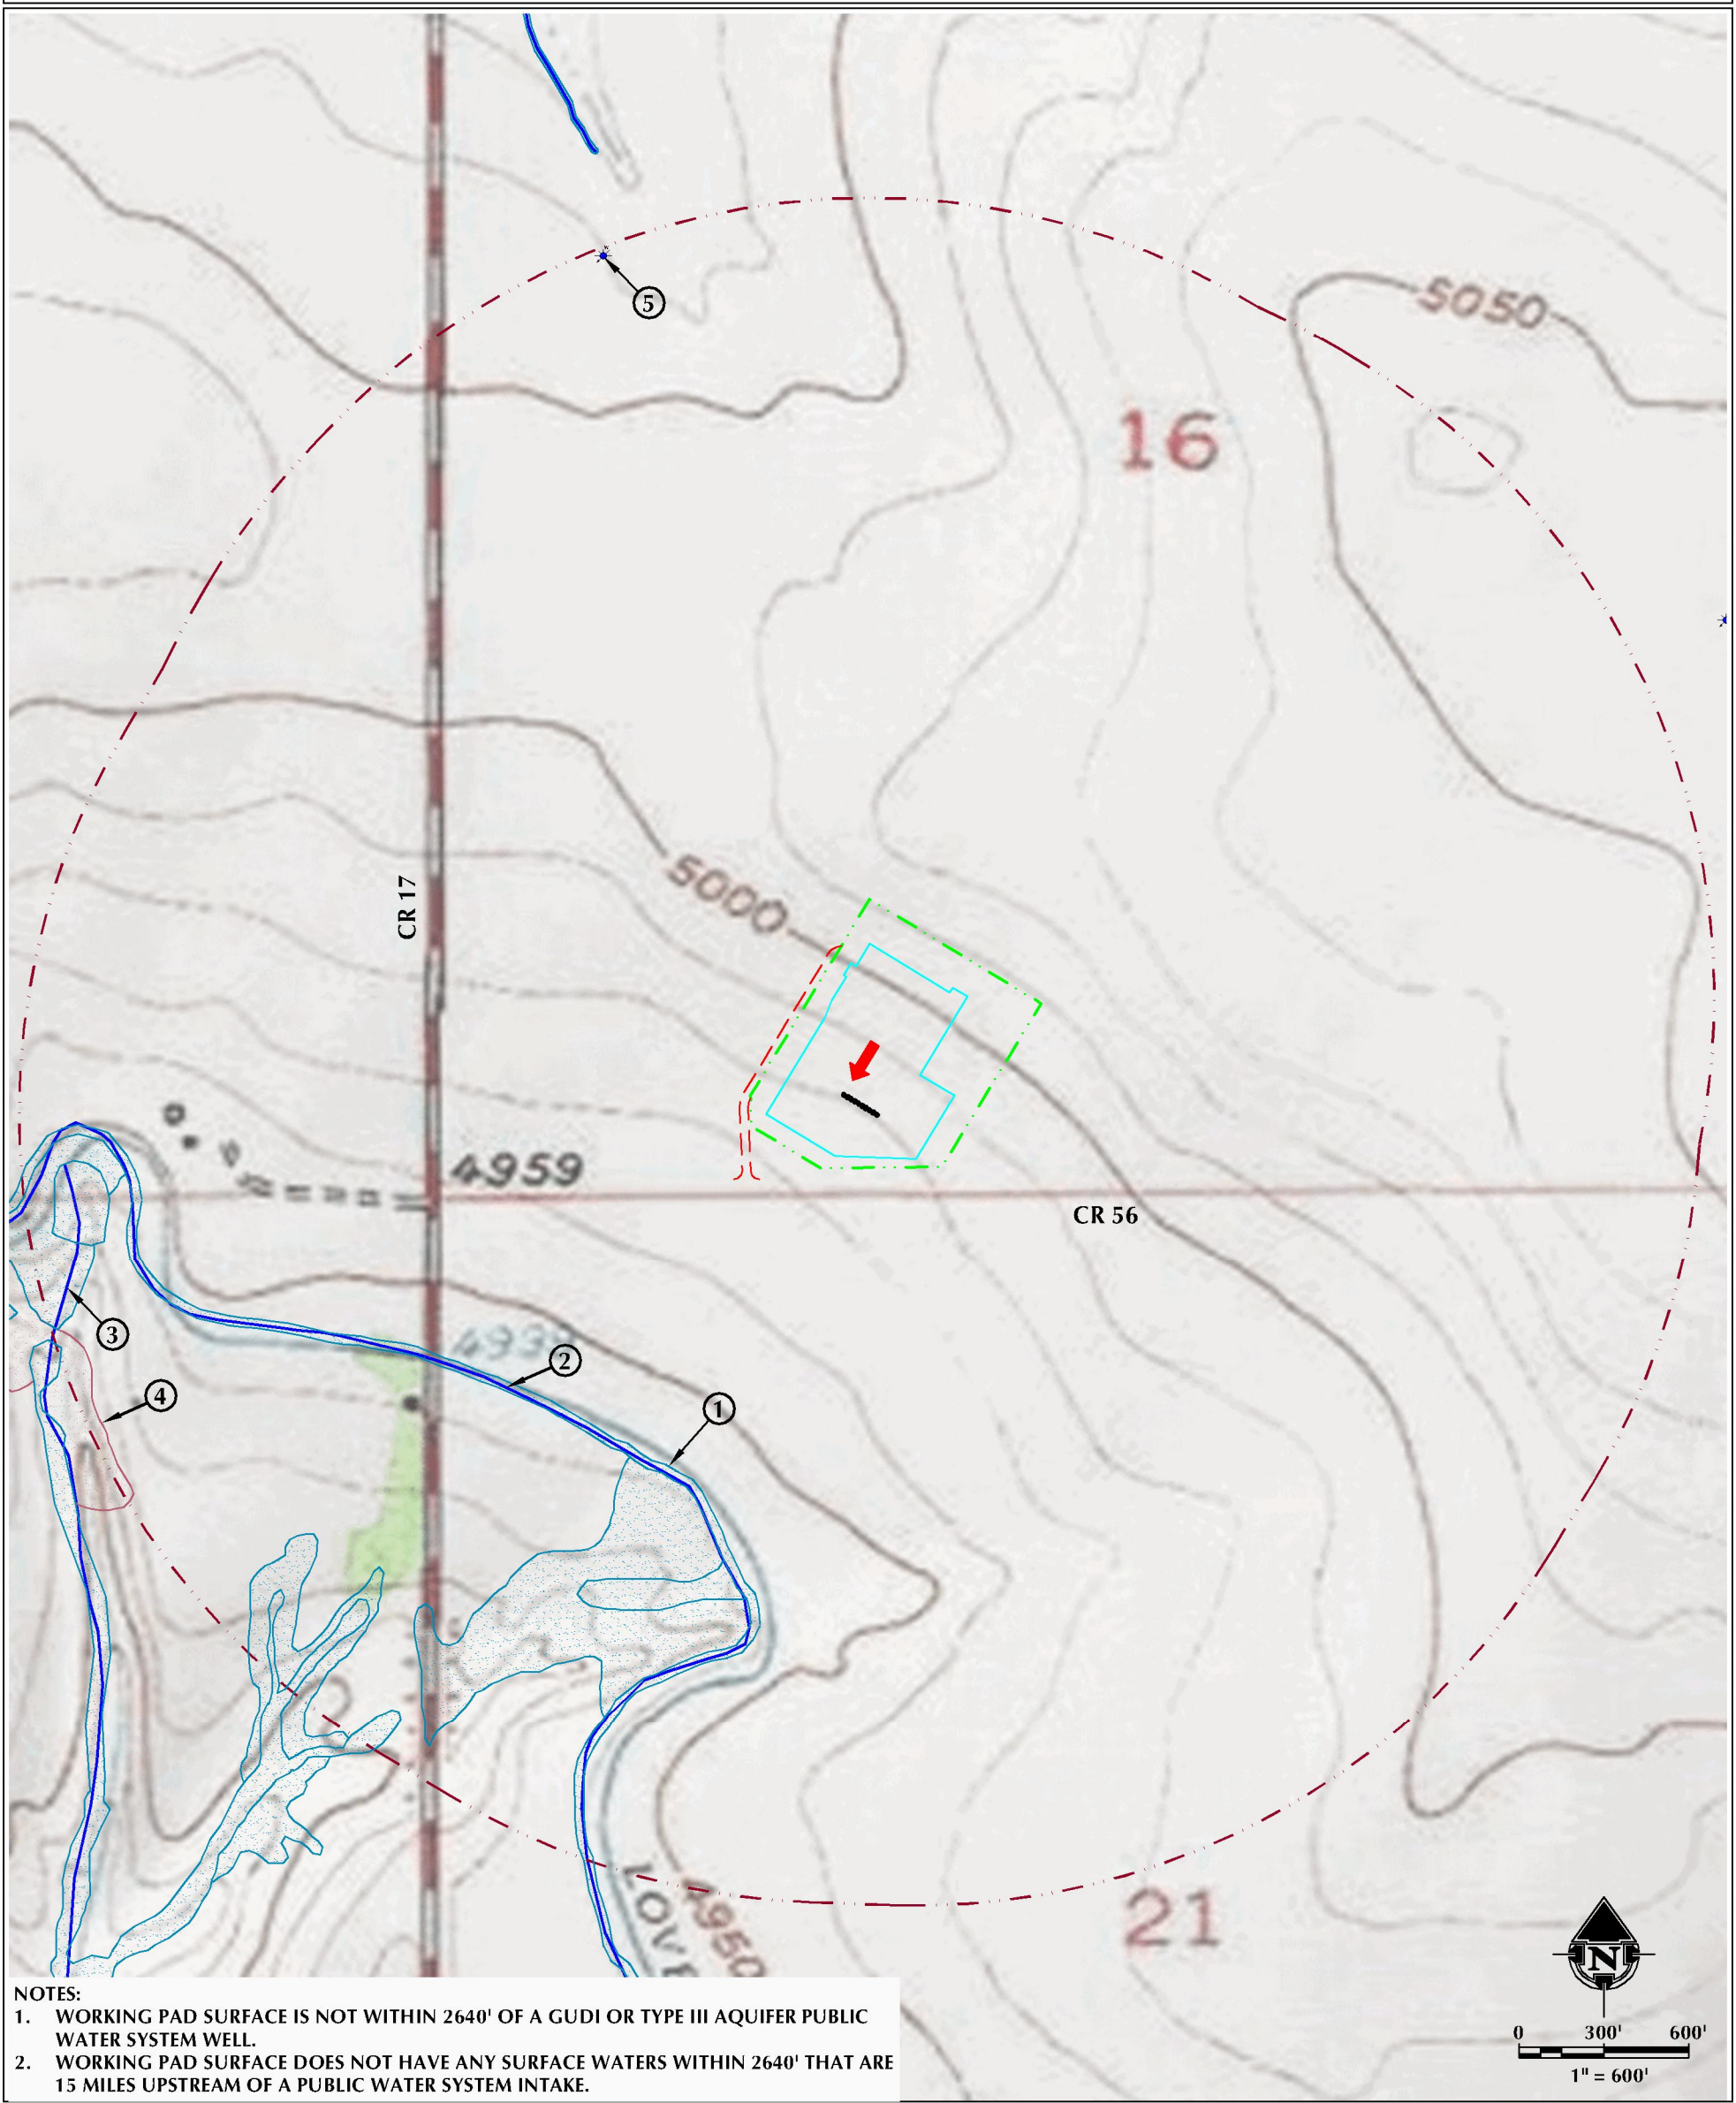 5
5050
16
CR 17
5000
4959
CR 56
3
2
4
1
LOVE
4950
21
N
NOTES:
1. WORKING PAD SURFACE IS NOT WITHIN 2640' OF A GUDI OR TYPE III AQUIFER PUBLIC
WATER SYSTEM WELL.
2. WORKING PAD SURFACE DOES NOT HAVE ANY SURFACE WATERS WITHIN 2640' THAT ARE
15 MILES UPSTREAM OF A PUBLIC WATER SYSTEM INTAKE.
0 300' 600'
1" = 600'